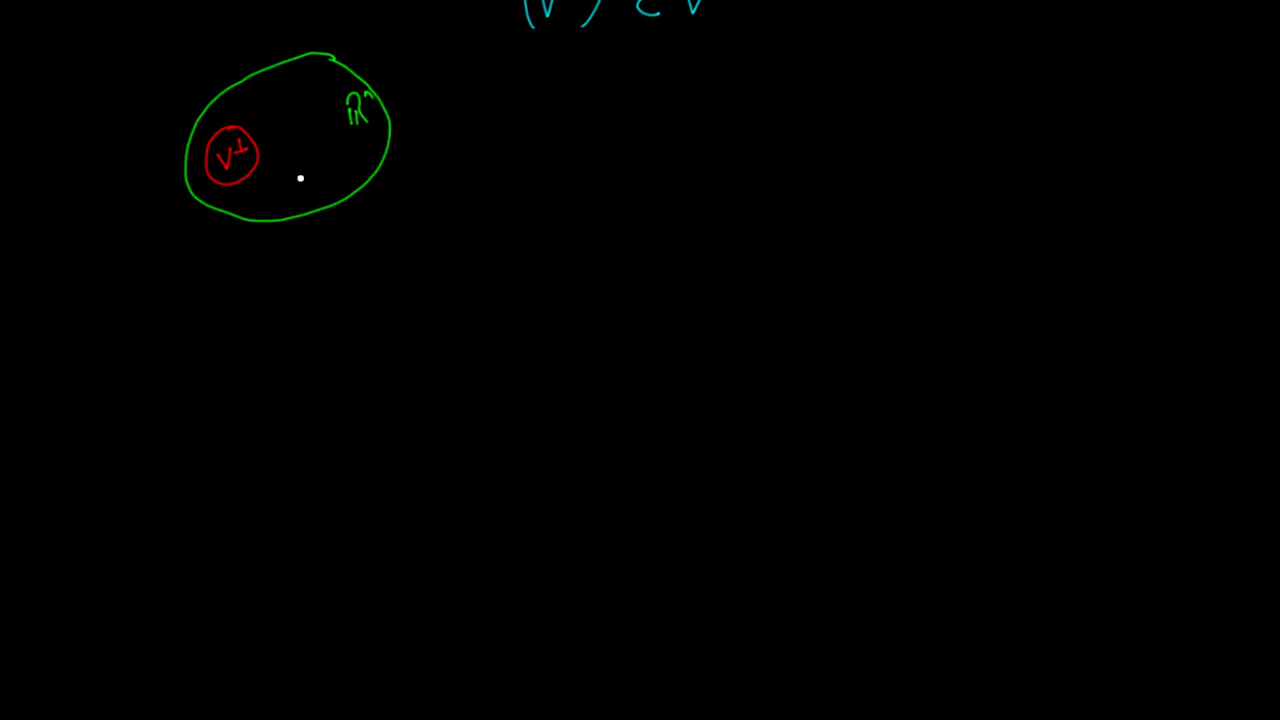 (V ) ⊆ V
ℝⁿ
V⊥